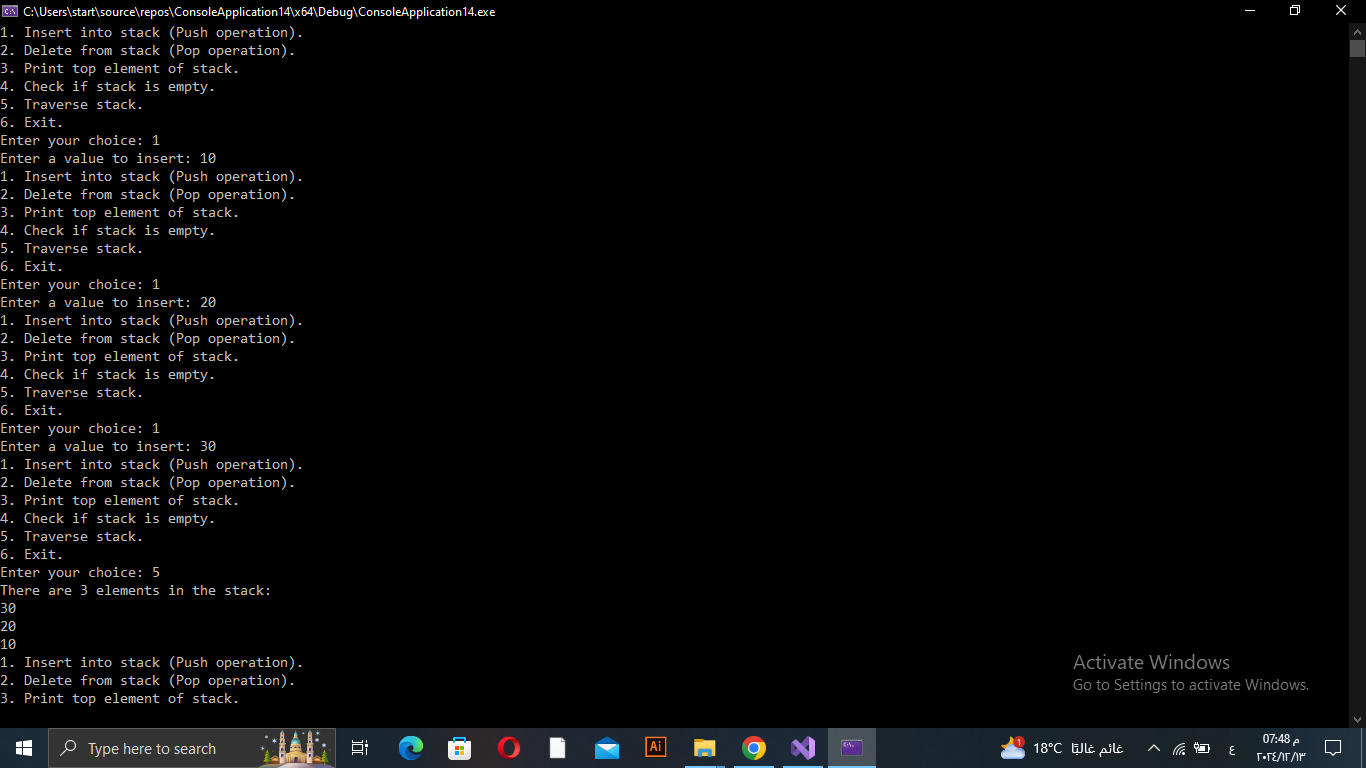 C:\Users\start\source\repos\ConsoleApplication14\x64\Debug\ConsoleApplication14.exe
1. Insert into stack (Push operation).
2. Delete from stack (Pop operation).
3. Print top element of stack.
4. Check if stack is empty.
5. Traverse stack.
6. Exit.
Enter your choice: 1
Enter a value to insert: 10
1. Insert into stack (Push operation).
2. Delete from stack (Pop operation).
3. Print top element of stack.
4. Check if stack is empty.
5. Traverse stack.
6. Exit.
Enter your choice: 1
Enter a value to insert: 20
1. Insert into stack (Push operation).
2. Delete from stack (Pop operation).
3. Print top element of stack.
4. Check if stack is empty.
5. Traverse stack.
6. Exit.
Enter your choice: 1
Enter a value to insert: 30
1. Insert into stack (Push operation).
2. Delete from stack (Pop operation).
3. Print top element of stack.
4. Check if stack is empty.
5. Traverse stack.
6. Exit.
Enter your choice: 5
There are 3 elements in the stack:
30
20
10
1. Insert into stack (Push operation).
2. Delete from stack (Pop operation).
3. Print top element of stack.
Activate Windows
Go to Settings to activate Windows.
Type here to search
Ai
1
18°C غائم غالبًا
ع
07:48 م
٢٠٢٤/١٢/١٣